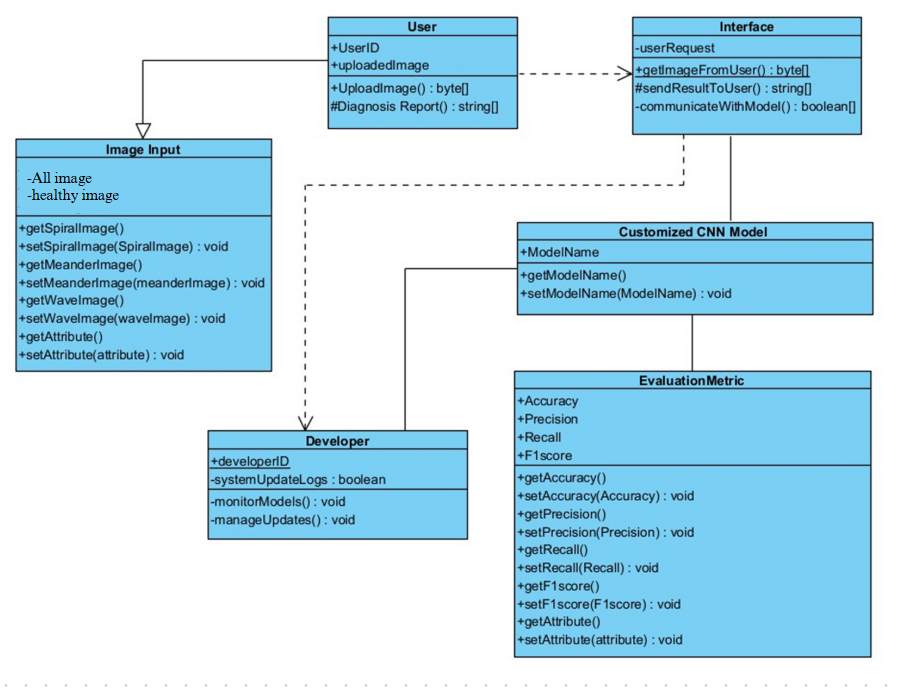 User
+UserID
+uploadedImage
+UploadImage() : byte[]
#Diagnosis Report() : string[]
Interface
-userRequest
+getImageFromUser() : byte[]
#sendResultToUser() : string[]
-communicateWithModel() : boolean[]
Image Input
-All image
-healthy image
+getSpiralImage()
+setSpiralImage(SpiralImage) : void
+getMeanderImage()
+setMeanderImage(meanderImage) : void
+getWaveImage()
+setWaveImage(waveImage) : void
+getAttribute()
+setAttribute(attribute) : void
Customized CNN Model
+ModelName
+getModelName()
+setModelName(ModelName) : void
Developer
+developerID
-systemUpdateLogs : boolean
-monitorModels() : void
-manageUpdates() : void
EvaluationMetric
+Accuracy
+Precision
+Recall
+F1score
+getAccuracy()
+setAccuracy(Accuracy) : void
+getPrecision()
+setPrecision(Precision) : void
+getRecall()
+setRecall(Recall) : void
+getF1score()
+setF1score(F1score) : void
+getAttribute()
+setAttribute(attribute) : void